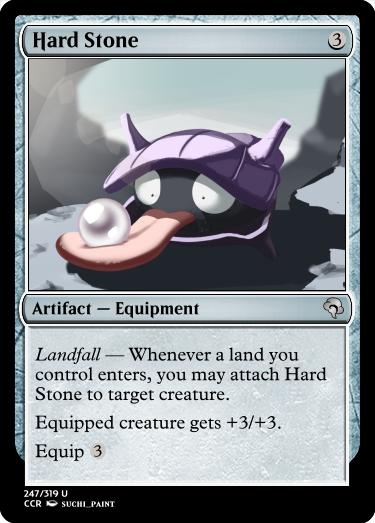 Hard Stone 3
Artifact — Equipment
Landfall — Whenever a land you
control enters, you may attach Hard
Stone to target creature.
Equipped creature gets +3/+3.
Equip 3
247/319 U
CCR SUCHI_PAINT